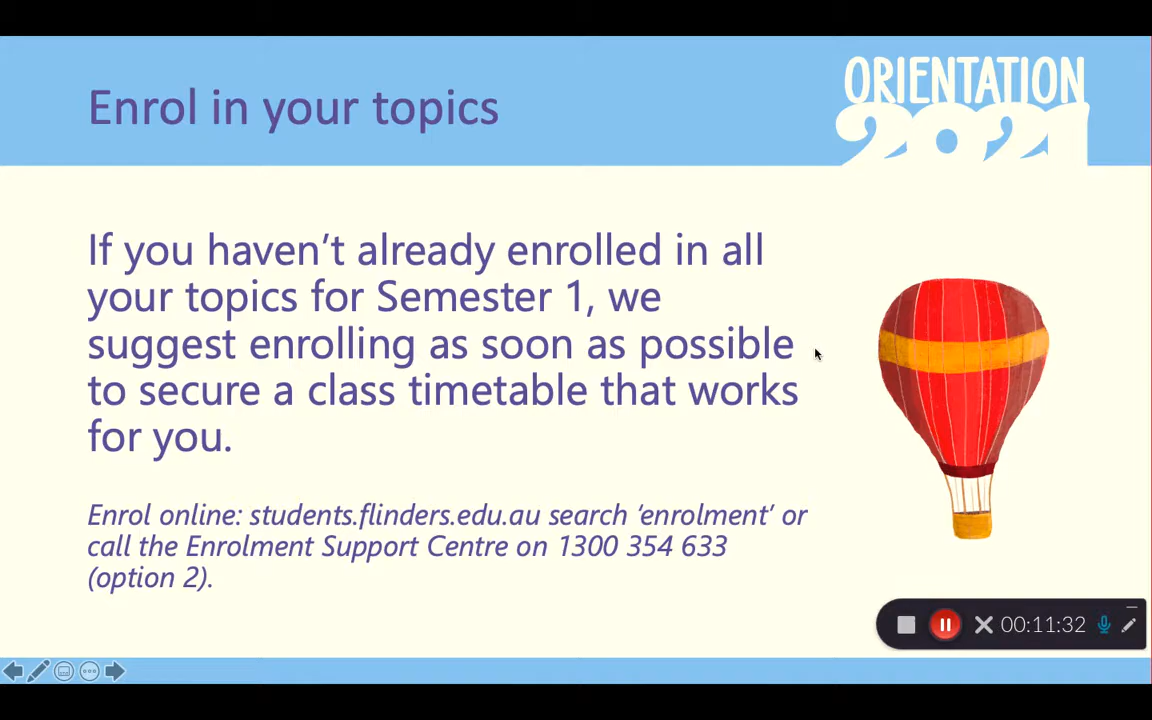 Enrol in your topics
ORIENTATION
2021
If you haven’t already enrolled in all
your topics for Semester 1, we
suggest enrolling as soon as possible
to secure a class timetable that works
for you.
Enrol online: students.flinders.edu.au search ‘enrolment’ or
call the Enrolment Support Centre on 1300 354 633
(option 2).
00:11:32